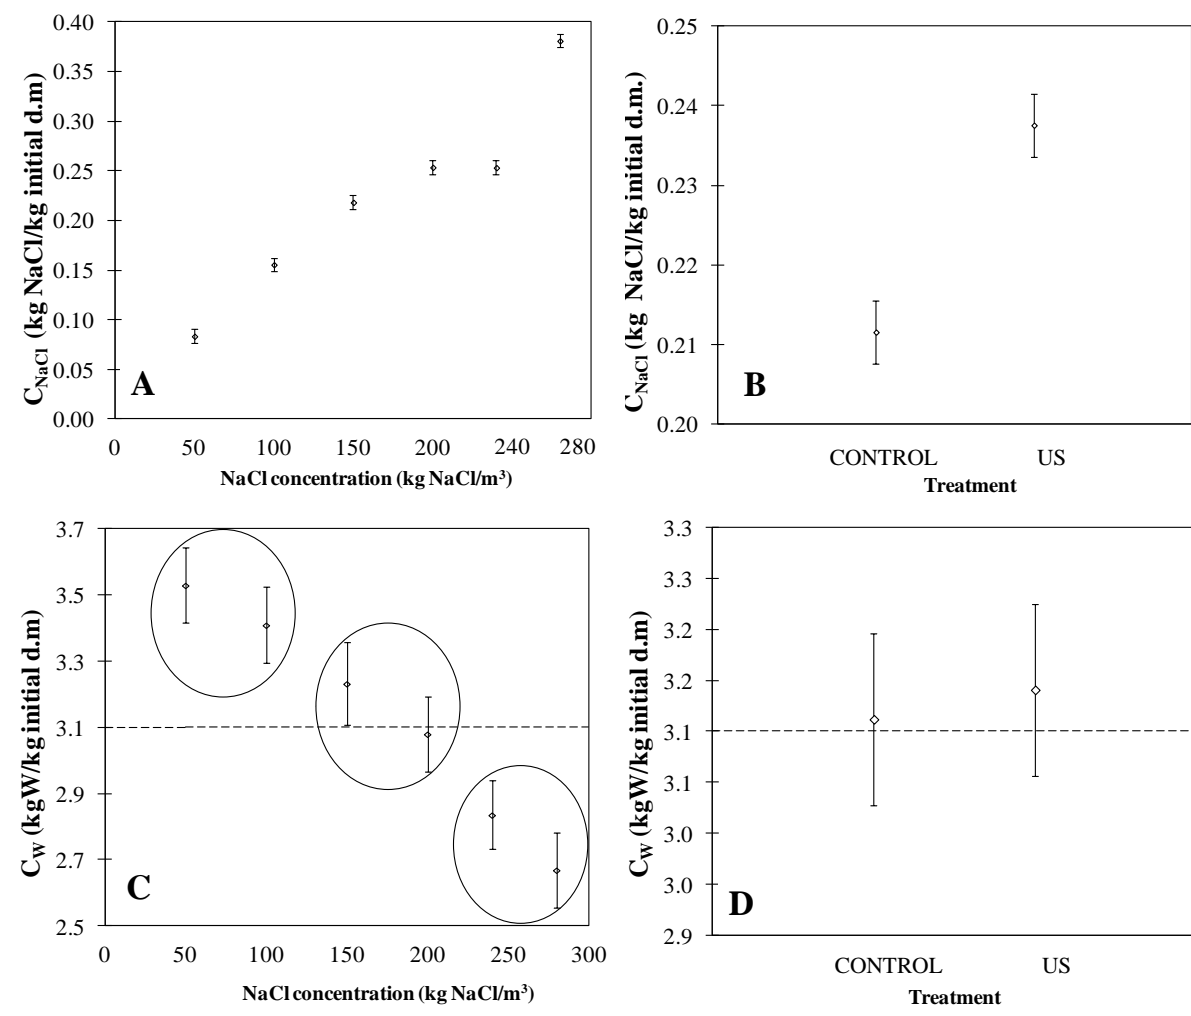 0.40
0.35
0.30
0.25
0.20
0.15
0.10
0.05
0.00
C_NaCl (kg NaCl/kg initial d.m)
A
0 50 100 150 200 240 280
NaCl concentration (kg NaCl/m³)
0.25
0.24
0.23
0.22
0.21
0.20
C_NaCl (kg NaCl/kg initial d.m.)
B
CONTROL US
Treatment
3.7
3.5
3.3
3.1
2.9
2.7
2.5
C_W (kgW/kg initial d.m)
C
0 50 100 150 200 250 300
NaCl concentration (kg NaCl/m³)
3.3
3.3
3.2
3.2
3.1
3.1
3.0
3.0
2.9
C_W (kgW/kg initial d.m)
D
CONTROL US
Treatment